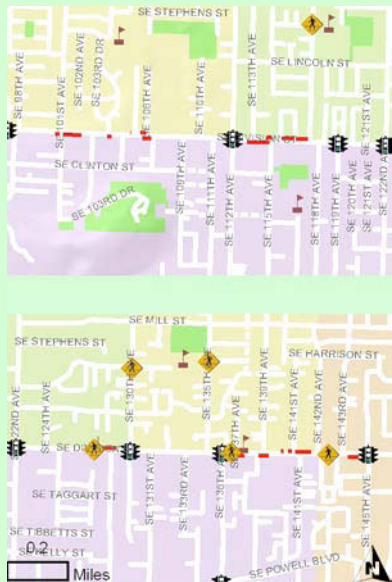 SE STEPHENS ST
SE 98TH AVE
SE 101ST AVE
SE 102ND AVE
SE 103RD DR
SE 106TH AVE
SE 110TH AVE
SE 113TH AVE
SE LINCOLN ST
SE 121ST AVE
SE CLINTON ST
SE 103RD DR
SE 109TH AVE
SE 111TH AVE
SE 112TH AVE
SE 115TH AVE
SE 118TH AVE
SE 119TH AVE
SE 120TH AVE
SE 121ST AVE
SE 122ND AVE
SE MILL ST
SE STEPHENS ST
SE HARRISON ST
SE 122ND AVE
SE 124TH AVE
SE 130TH AVE
SE 135TH AVE
SE 139TH AVE
SE 141ST AVE
SE 142ND AVE
SE 143RD AVE
SE 131ST AVE
SE 133RD AVE
SE 141ST AVE
SE 145TH AVE
SE TAGGART ST
SE TIBBETTS ST
SE KELLY ST
SE POWELL BLVD
0.2
Miles
N